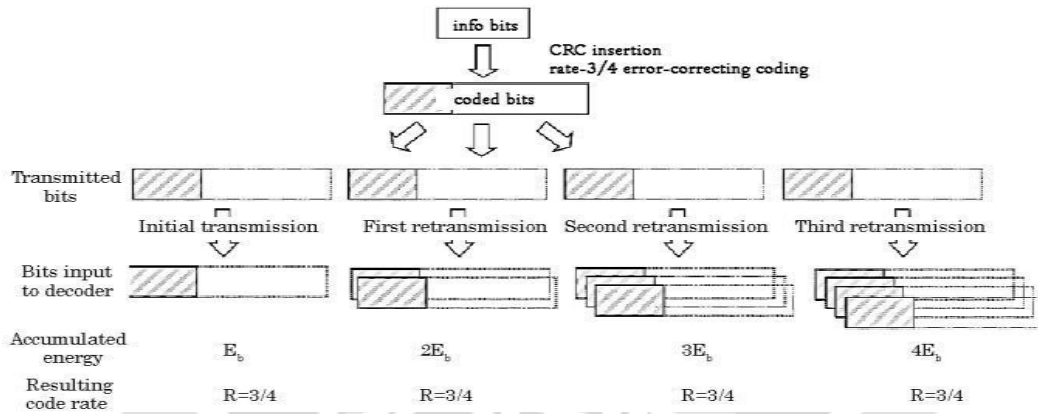 info bits
CRC insertion
rate-3/4 error-correcting coding
coded bits
Transmitted
bits
Initial transmission
First retransmission
Second retransmission
Third retransmission
Bits input
to decoder
Accumulated
energy
E_b
2E_b
3E_b
4E_b
Resulting
code rate
R=3/4
R=3/4
R=3/4
R=3/4